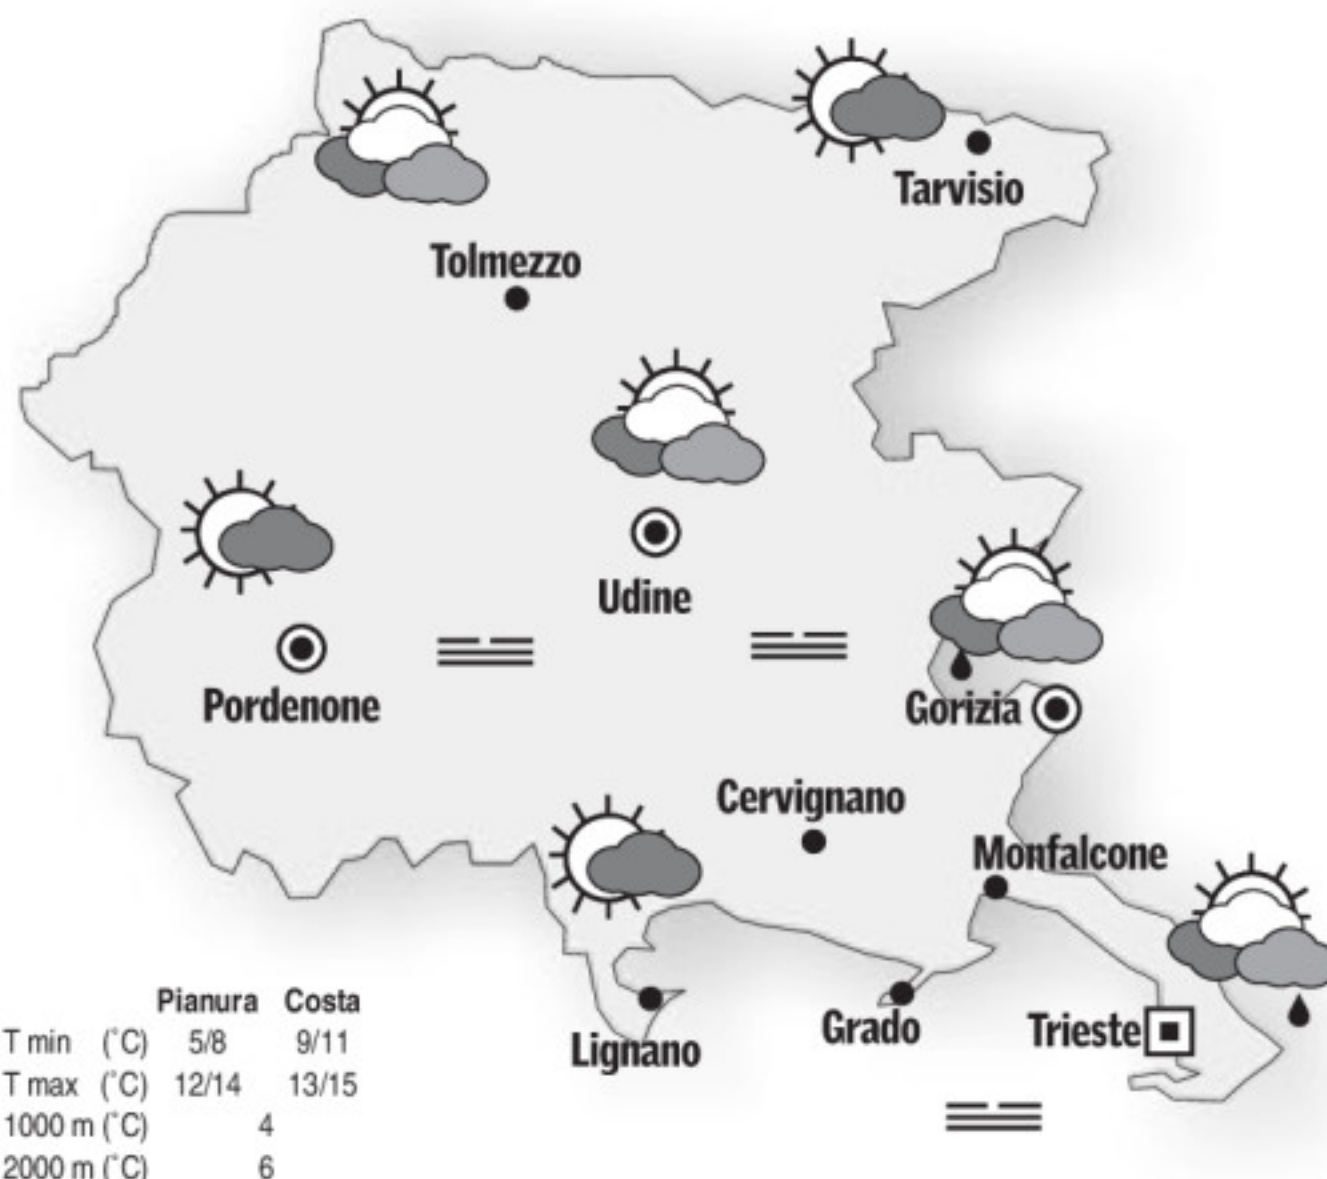 Tarvisio
Tolmezzo
Udine
Pordenone
Gorizia
Cervignano
Monfalcone
Lignano
Grado
Trieste
Pianura Costa
T min (°C) 5/8 9/11
T max (°C) 12/14 13/15
1000 m (°C) 4
2000 m (°C) 6